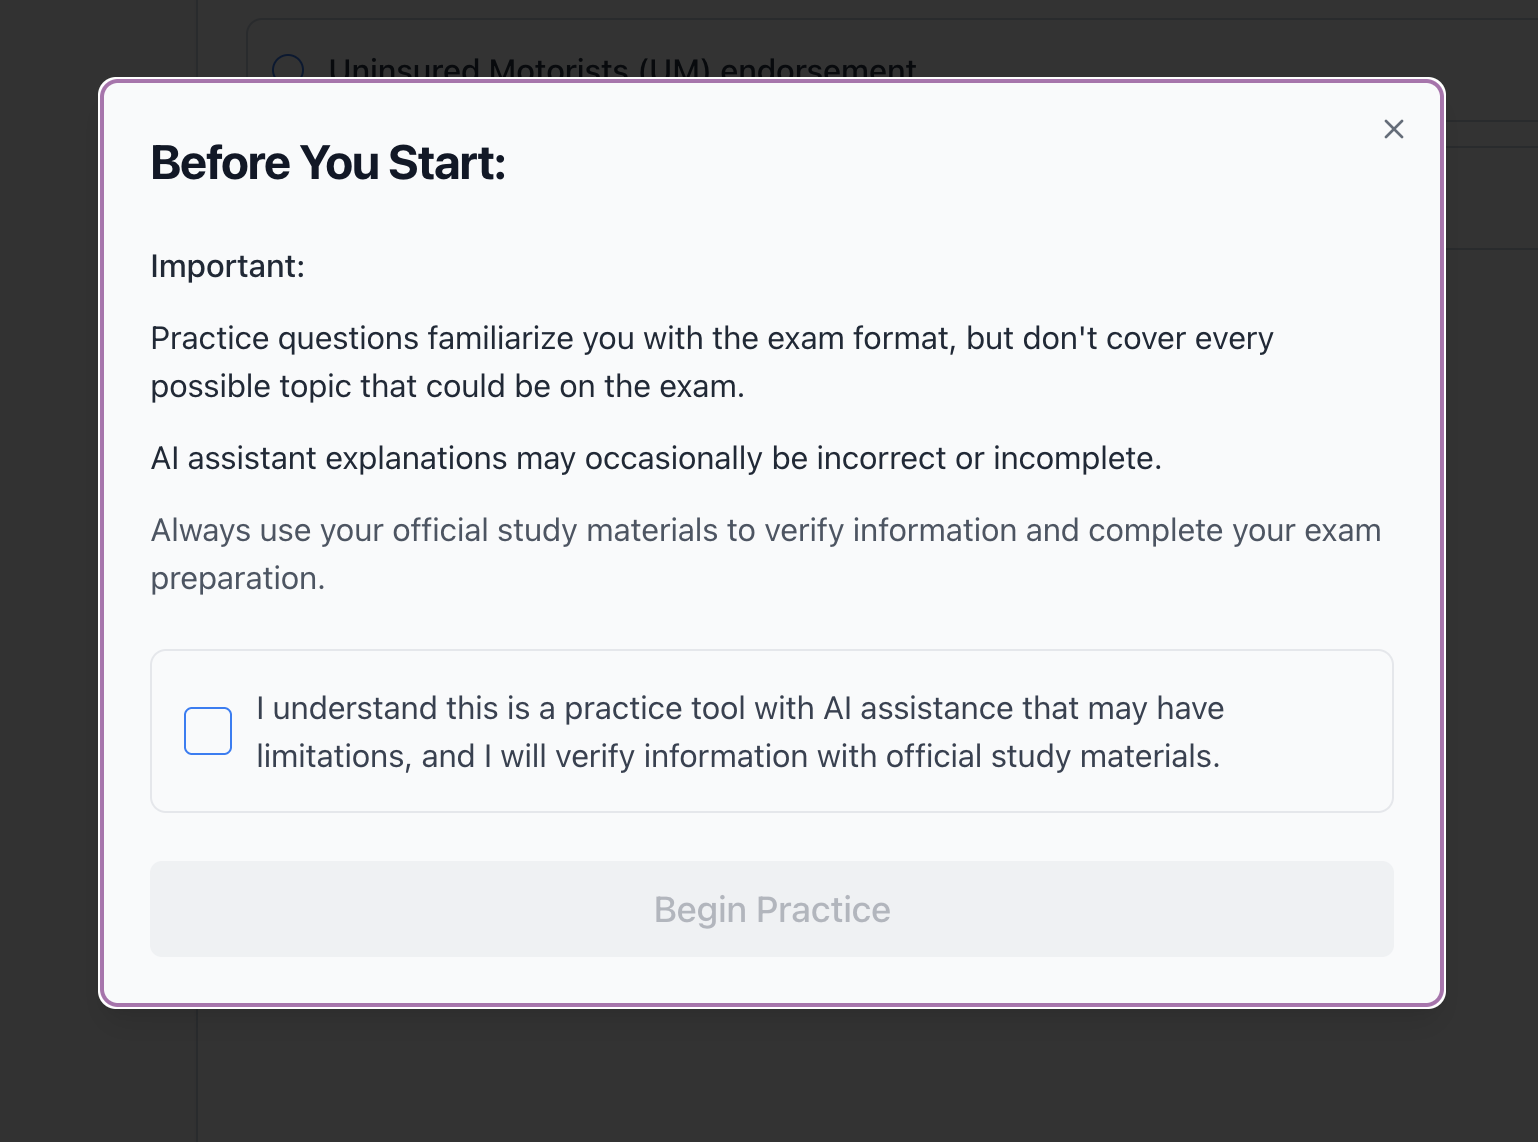 Uninsured Motorists (UM) endorsement
Before You Start:
Important:
Practice questions familiarize you with the exam format, but don't cover every
possible topic that could be on the exam.
AI assistant explanations may occasionally be incorrect or incomplete.
Always use your official study materials to verify information and complete your exam
preparation.
I understand this is a practice tool with AI assistance that may have
limitations, and I will verify information with official study materials.
Begin Practice